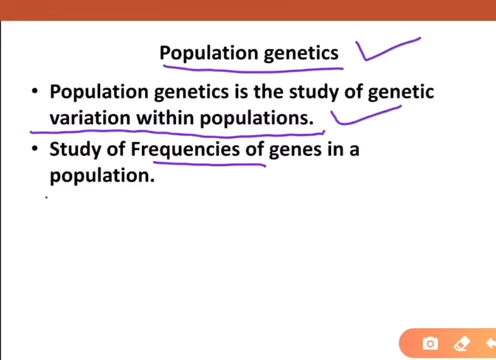 Population genetics
• Population genetics is the study of genetic
variation within populations.
• Study of Frequencies of genes in a
population.